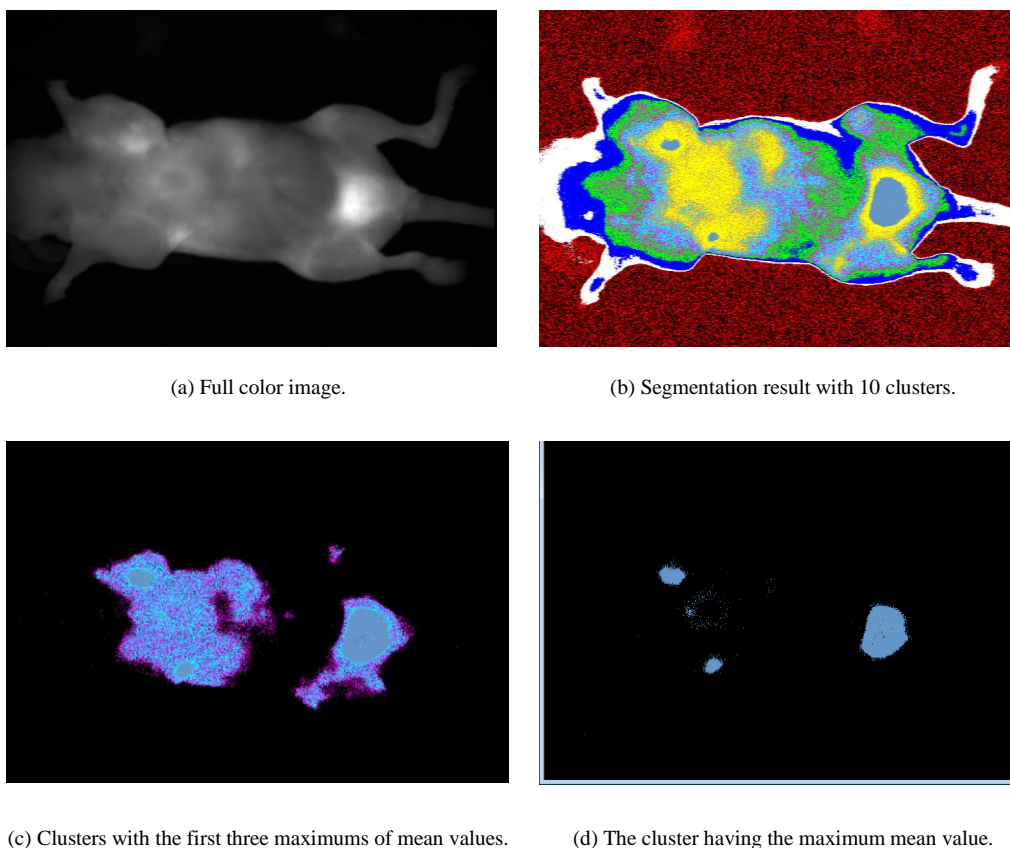 (a) Full color image.
(b) Segmentation result with 10 clusters.
(c) Clusters with the first three maximums of mean values.
(d) The cluster having the maximum mean value.